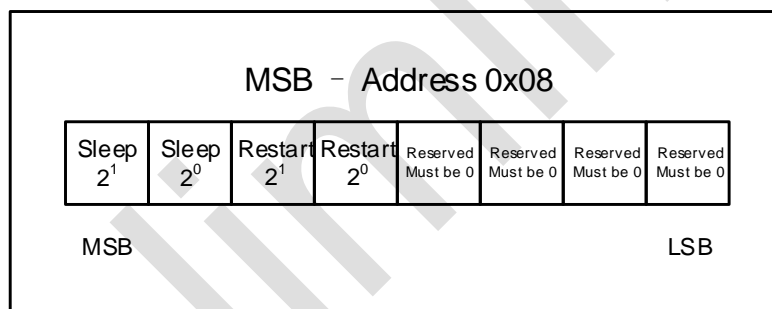 MSB – Address 0x08
Sleep 2¹ Sleep 2⁰ Restart 2¹ Restart 2⁰ Reserved Must be 0 Reserved Must be 0 Reserved Must be 0 Reserved Must be 0
MSB LSB